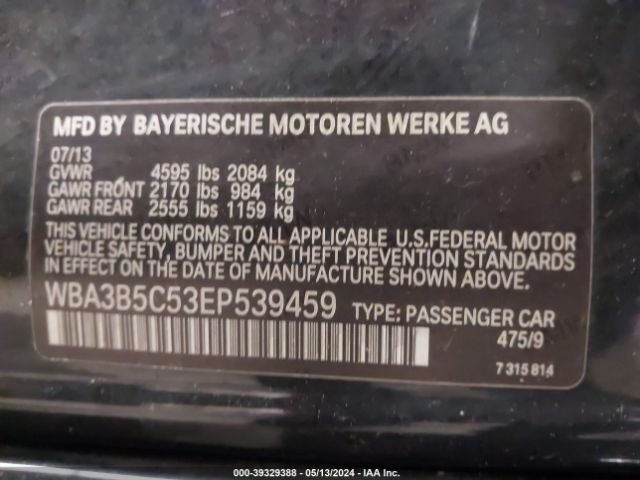 MFD BY BAYERISCHE MOTOREN WERKE AG
07/13
GVWR 4595 lbs 2084 kg
GAWR FRONT 2170 lbs 984 kg
GAWR REAR 2555 lbs 1159 kg
THIS VEHICLE CONFORMS TO ALL APPLICABLE U.S.FEDERAL MOTOR
VEHICLE SAFETY, BUMPER AND THEFT PREVENTION STANDARDS
IN EFFECT ON THE DATE OF MANUFACTURE SHOWN ABOVE.
WBA3B5C53EP539459 TYPE: PASSENGER CAR
475/9
7 315 814
000-39329388 - 05/13/2024 - IAA Inc.